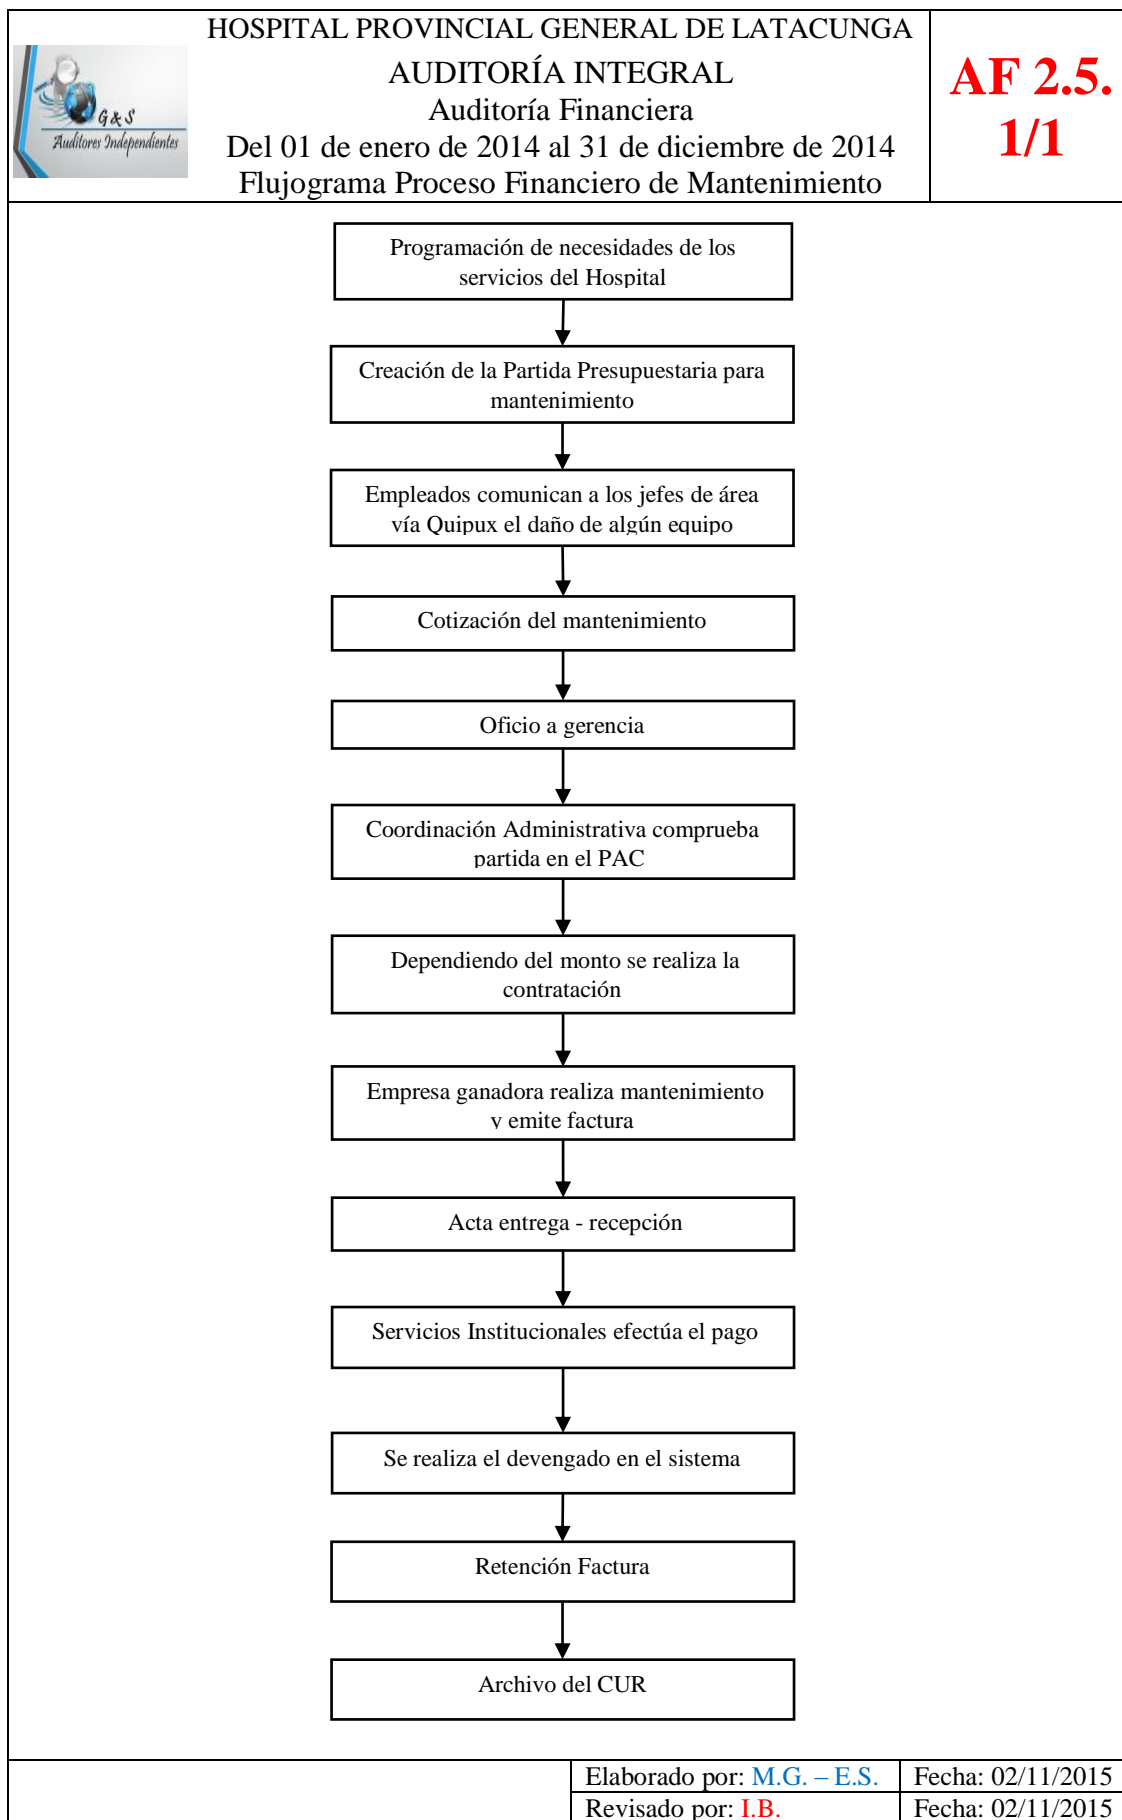 HOSPITAL PROVINCIAL GENERAL DE LATACUNGA
AUDITORÍA INTEGRAL
Auditoría Financiera
Del 01 de enero de 2014 al 31 de diciembre de 2014
Flujograma Proceso Financiero de Mantenimiento
G&S
Auditores Independientes
AF 2.5.
1/1
Programación de necesidades de los
servicios del Hospital
Creación de la Partida Presupuestaria para
mantenimiento
Empleados comunican a los jefes de área
vía Quipux el daño de algún equipo
Cotización del mantenimiento
Oficio a gerencia
Coordinación Administrativa comprueba
partida en el PAC
Dependiendo del monto se realiza la
contratación
Empresa ganadora realiza mantenimiento
y emite factura
Acta entrega - recepción
Servicios Institucionales efectúa el pago
Se realiza el devengado en el sistema
Retención Factura
Archivo del CUR
Elaborado por: M.G. – E.S.
Fecha: 02/11/2015
Revisado por: I.B.
Fecha: 02/11/2015